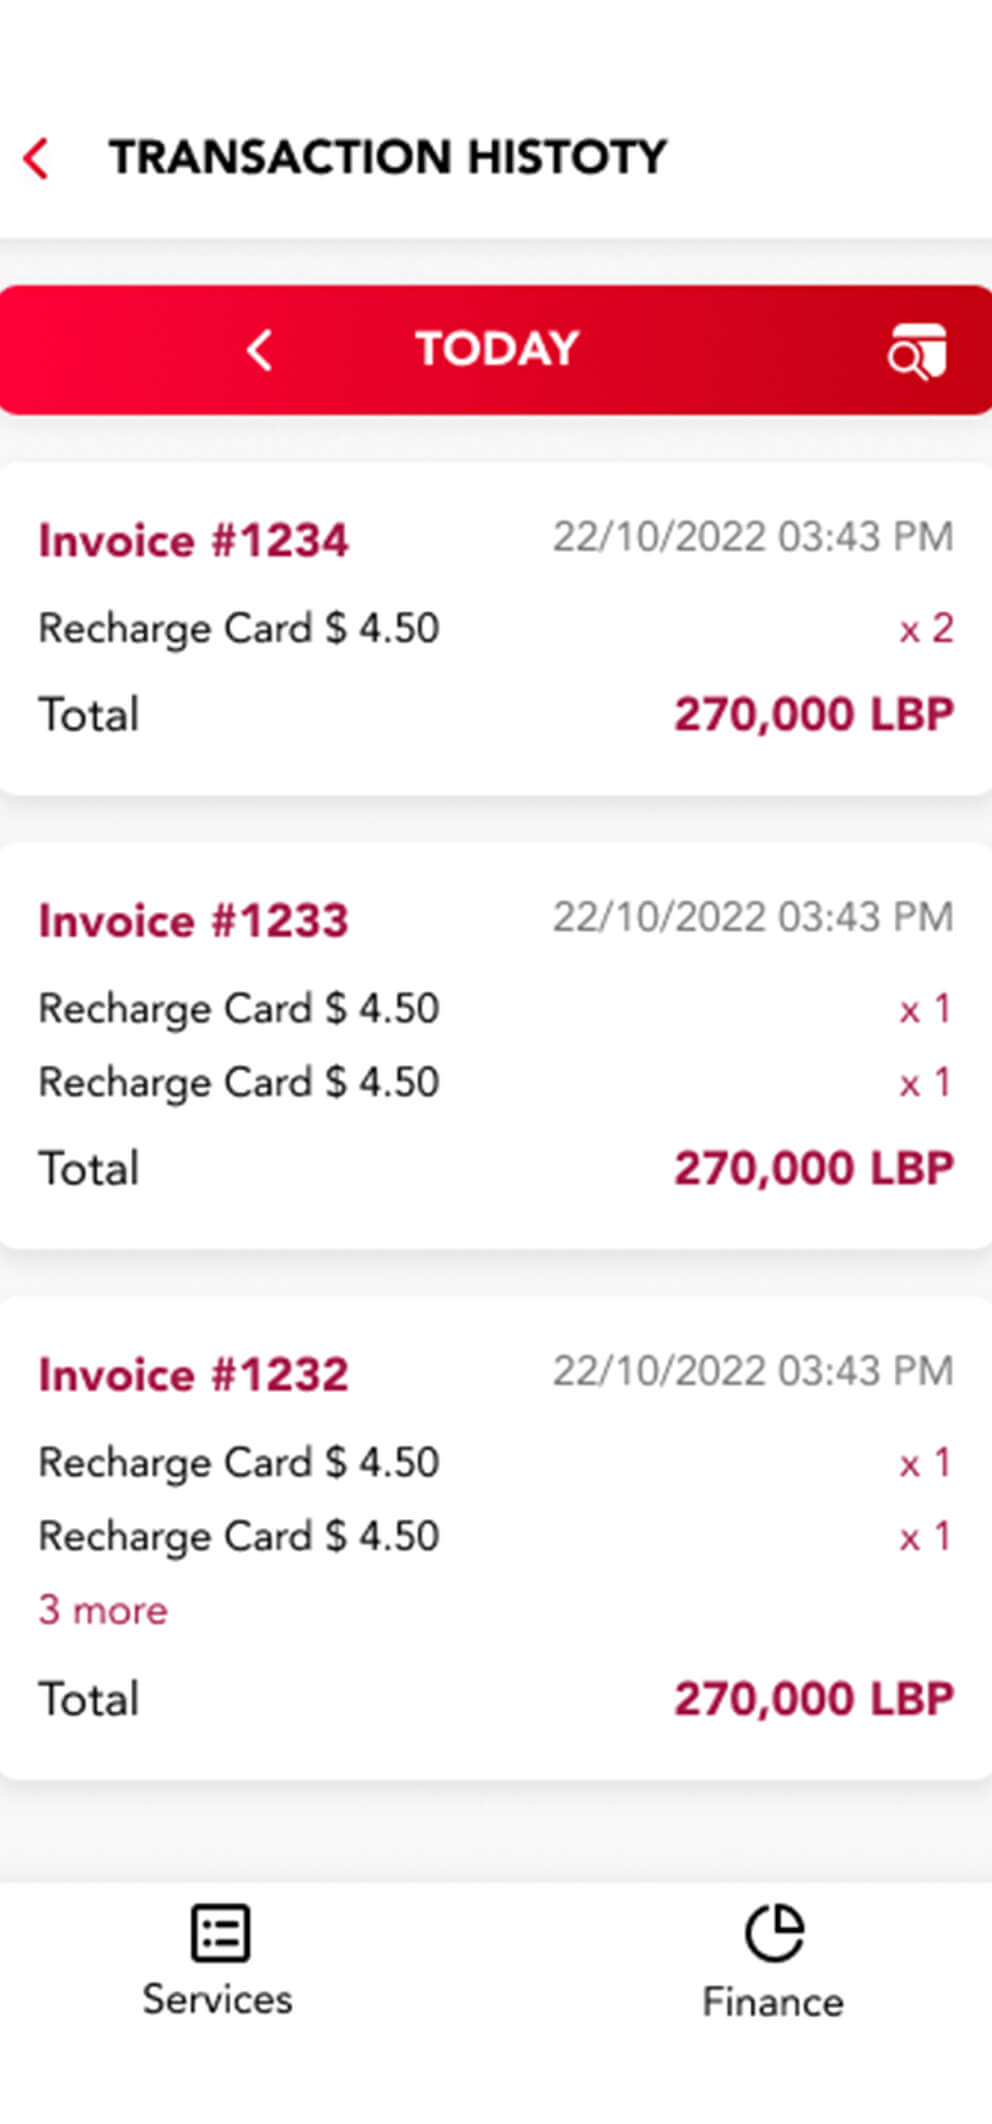 TRANSACTION HISTOTY
TODAY
Invoice #1234 22/10/2022 03:43 PM
Recharge Card $ 4.50 x 2
Total 270,000 LBP
Invoice #1233 22/10/2022 03:43 PM
Recharge Card $ 4.50 x 1
Recharge Card $ 4.50 x 1
Total 270,000 LBP
Invoice #1232 22/10/2022 03:43 PM
Recharge Card $ 4.50 x 1
Recharge Card $ 4.50 x 1
3 more
Total 270,000 LBP
Services Finance